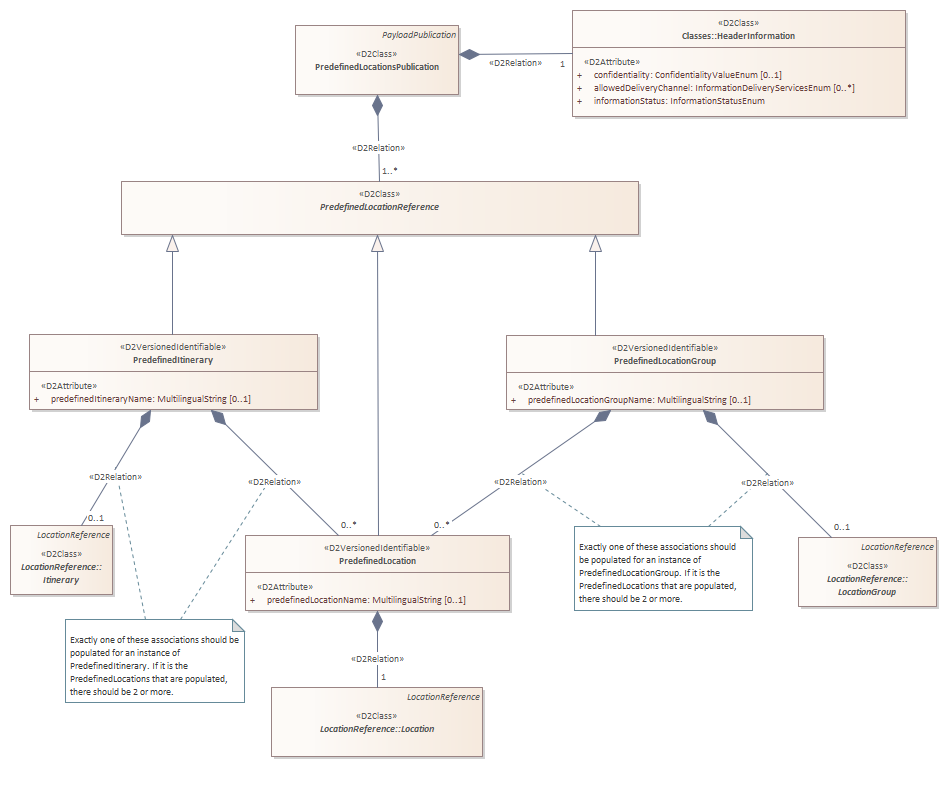 PayloadPublication
«D2Class»
PredefinedLocationsPublication
«D2Relation»
1
«D2Class»
Classes::HeaderInformation
«D2Attribute»
+ confidentiality: ConfidentialityValueEnum [0..1]
+ allowedDeliveryChannel: InformationDeliveryServicesEnum [0..*]
+ informationStatus: InformationStatusEnum
«D2Relation»
1..*
«D2Class»
PredefinedLocationReference
«D2VersionedIdentifiable»
PredefinedItinerary
«D2Attribute»
+ predefinedItineraryName: MultilingualString [0..1]
«D2VersionedIdentifiable»
PredefinedLocationGroup
«D2Attribute»
+ predefinedLocationGroupName: MultilingualString [0..1]
«D2Relation»
0..1
«D2Relation»
0..*
«D2Relation»
0..*
«D2Relation»
0..1
LocationReference
«D2Class»
LocationReference::
Itinerary
«D2VersionedIdentifiable»
PredefinedLocation
«D2Attribute»
+ predefinedLocationName: MultilingualString [0..1]
Exactly one of these associations should
be populated for an instance of
PredefinedLocationGroup. If it is the
PredefinedLocations that are populated,
there should be 2 or more.
LocationReference
«D2Class»
LocationReference::
LocationGroup
Exactly one of these associations should be
populated for an instance of
PredefinedItinerary. If it is the
PredefinedLocations that are populated,
there should be 2 or more.
«D2Relation»
1
LocationReference
«D2Class»
LocationReference::Location